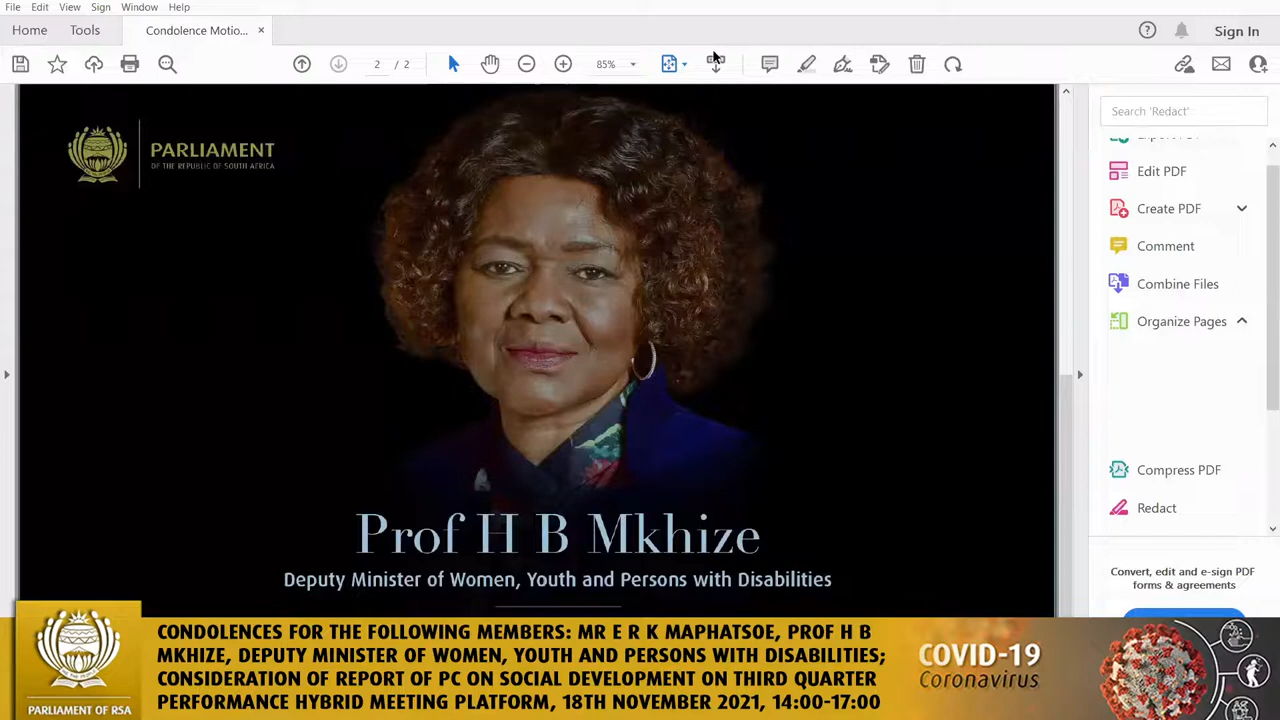 File Edit View Sign Window Help
Home Tools Condolence Motio... × Sign In
2 / 2 85%
Search 'Redact'
PARLIAMENT
OF THE REPUBLIC OF SOUTH AFRICA
Edit PDF
Create PDF
Comment
Combine Files
Organize Pages
Compress PDF
Redact
Prof H B Mkhize
Deputy Minister of Women, Youth and Persons with Disabilities
Convert, edit and e-sign PDF
forms & agreements
CONDOLENCES FOR THE FOLLOWING MEMBERS: MR E R K MAPHATSOE, PROF H B
MKHIZE, DEPUTY MINISTER OF WOMEN, YOUTH AND PERSONS WITH DISABILITIES;
CONSIDERATION OF REPORT OF PC ON SOCIAL DEVELOPMENT ON THIRD QUARTER
PERFORMANCE HYBRID MEETING PLATFORM, 18TH NOVEMBER 2021, 14:00-17:00
PARLIAMENT OF RSA
COVID-19
Coronavirus